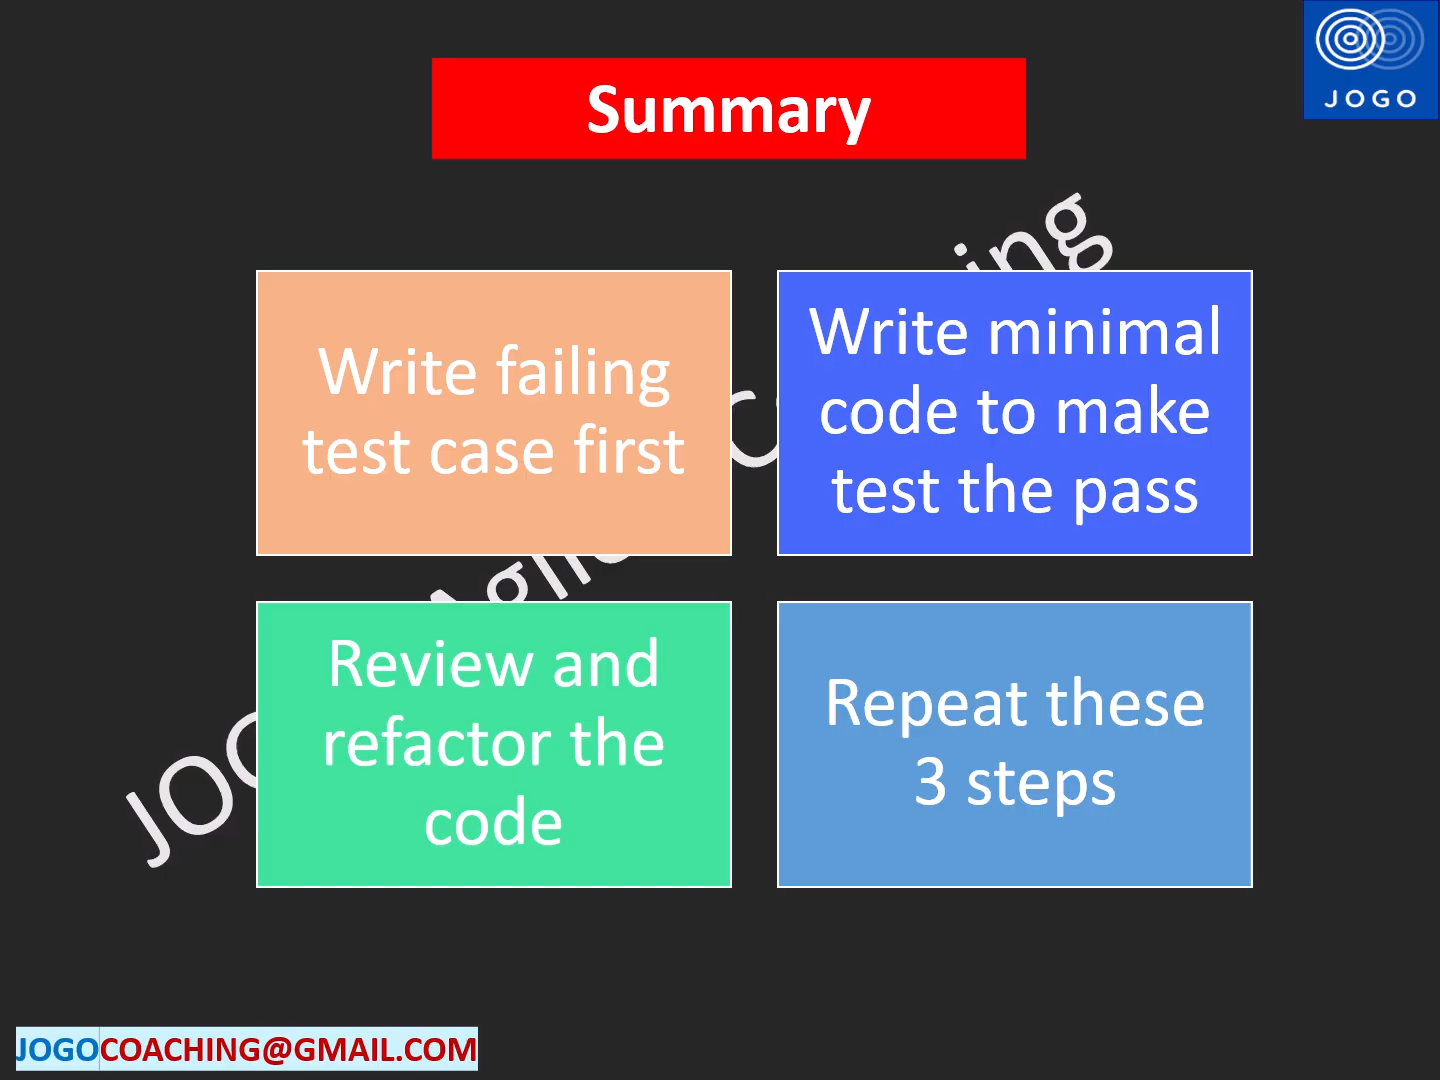 JOGO
Summary
Write failing
test case first
Write minimal
code to make
test the pass
Review and
refactor the
code
Repeat these
3 steps
JOGOCOACHING@GMAIL.COM